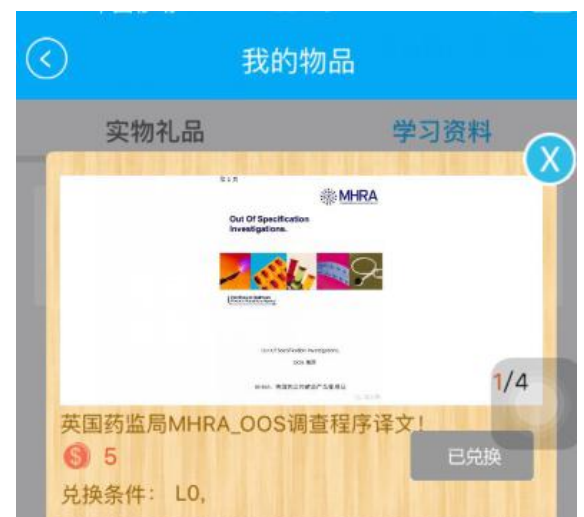 我的物品
实物礼品
学习资料
X
MHRA
Out Of Specification
Investigations.
1/4
英国药监局MHRA_OOS调查程序译文！
5
已兑换
兑换条件： L0,